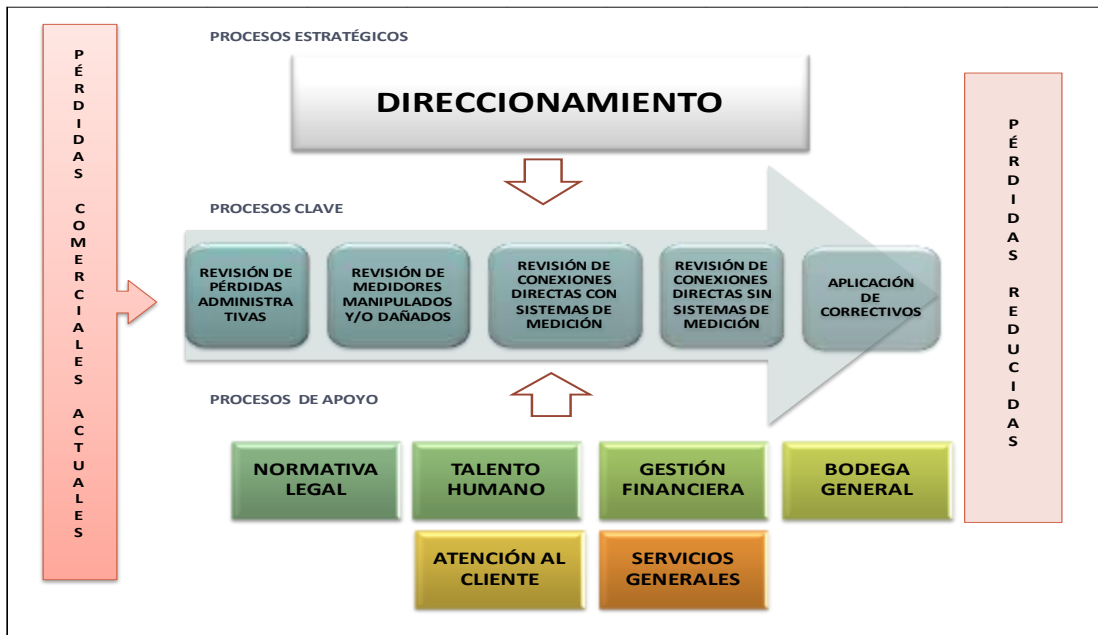 PÉRDIDAS COMERCIALES ACTUALES
PROCESOS ESTRATÉGICOS
DIRECCIONAMIENTO
PROCESOS CLAVE
REVISIÓN DE
PÉRDIDAS
ADMINISTRA
TIVAS
REVISIÓN DE
MEDIDORES
MANIPULADOS
Y/O DAÑADOS
REVISIÓN DE
CONEXIONES
DIRECTAS CON
SISTEMAS DE
MEDICIÓN
REVISIÓN DE
CONEXIONES
DIRECTAS SIN
SISTEMAS DE
MEDICIÓN
APLICACIÓN
DE
CORRECTIVOS
PROCESOS DE APOYO
NORMATIVA
LEGAL
TALENTO
HUMANO
GESTIÓN
FINANCIERA
BODEGA
GENERAL
ATENCIÓN AL
CLIENTE
SERVICIOS
GENERALES
PÉRDIDAS REDUCIDAS